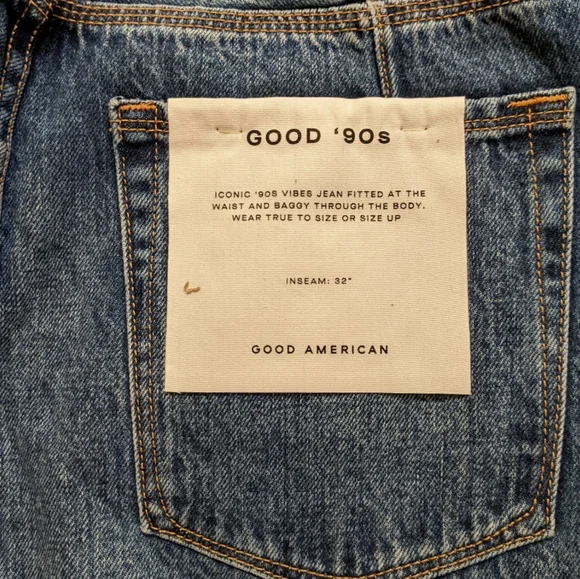 GOOD '90s
ICONIC '90S VIBES JEAN FITTED AT THE
WAIST AND BAGGY THROUGH THE BODY.
WEAR TRUE TO SIZE OR SIZE UP
INSEAM: 32"
GOOD AMERICAN